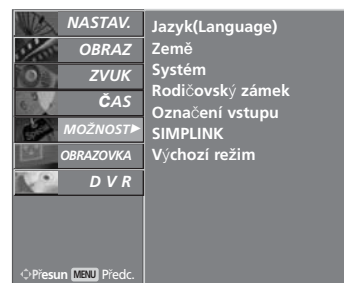 NASTAV.
OBRAZ
ZVUK
ČAS
MOŽNOST
OBRAZOVKA
D V R
Přesun MENU Předc.
Jazyk(Language)
Země
Systém
Rodičovský zámek
Označení vstupu
SIMPLINK
Výchozí režim